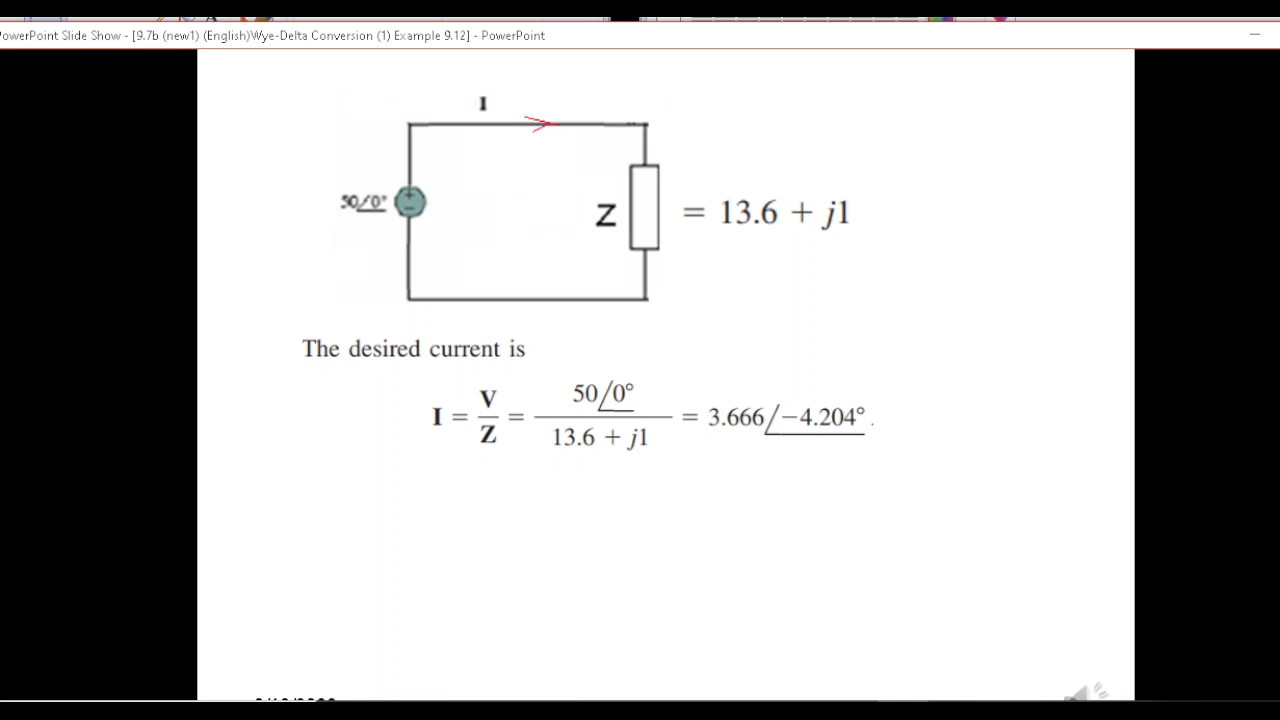 owerPoint Slide Show - [9.7b (new1) (English)Wye-Delta Conversion (1) Example 9.12] - PowerPoint
I
50/0°
+
−
Z = 13.6 + j1
The desired current is
I = V/Z = 50/0° / 13.6 + j1 = 3.666/−4.204° .